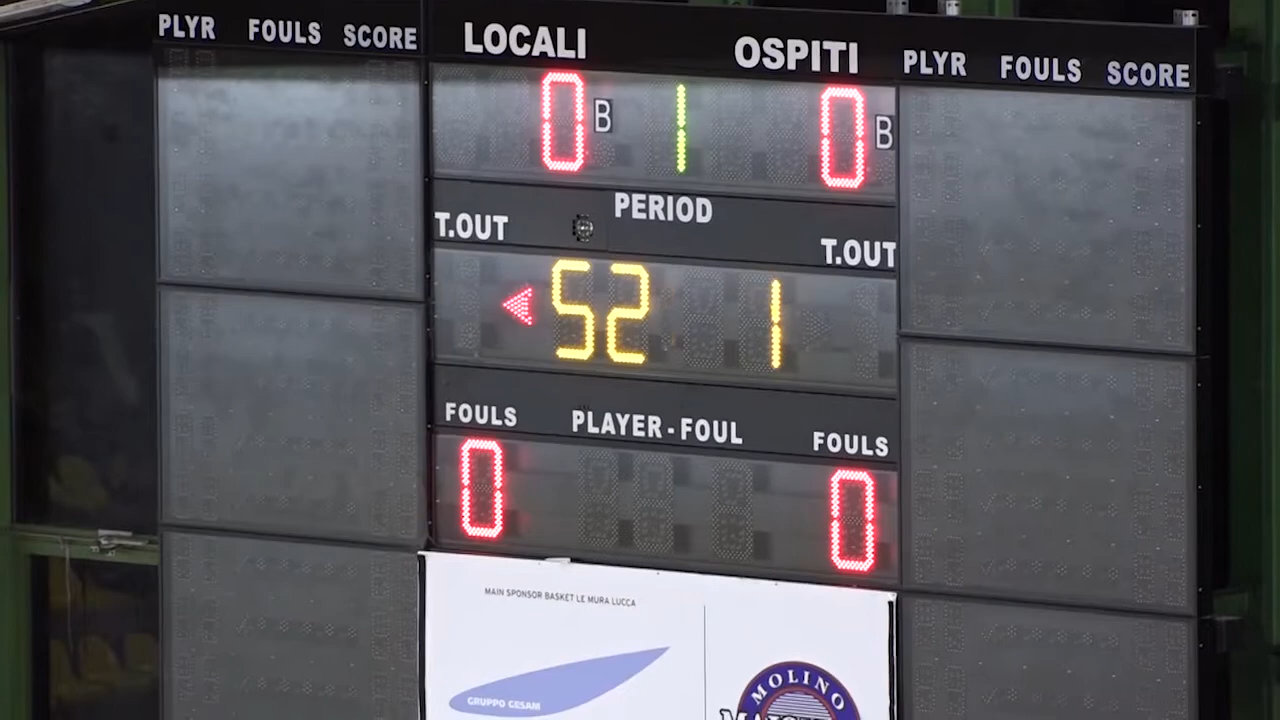 PLYR FOULS SCORE
LOCALI OSPITI
PLYR FOULS SCORE
0 B 1 0 B
PERIOD
T.OUT T.OUT
52 1
FOULS PLAYER-FOUL FOULS
0 0
MAIN SPONSOR BASKET LE MURA LUCCA
GRUPPO GESAM
MOLINO